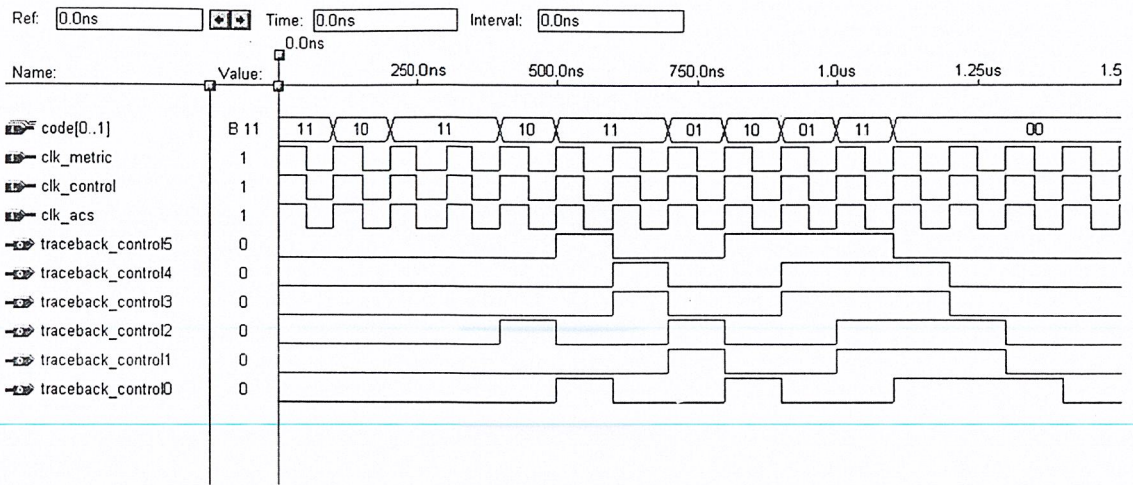 Ref: 0.0ns Time: 0.0ns Interval: 0.0ns
0.0ns
Name: Value: 250.0ns 500.0ns 750.0ns 1.0us 1.25us 1.5
code[0..1] B 11 11 10 11 10 11 01 10 01 11 00
clk_metric 1
clk_control 1
clk_acs 1
traceback_control5 0
traceback_control4 0
traceback_control3 0
traceback_control2 0
traceback_control1 0
traceback_control0 0